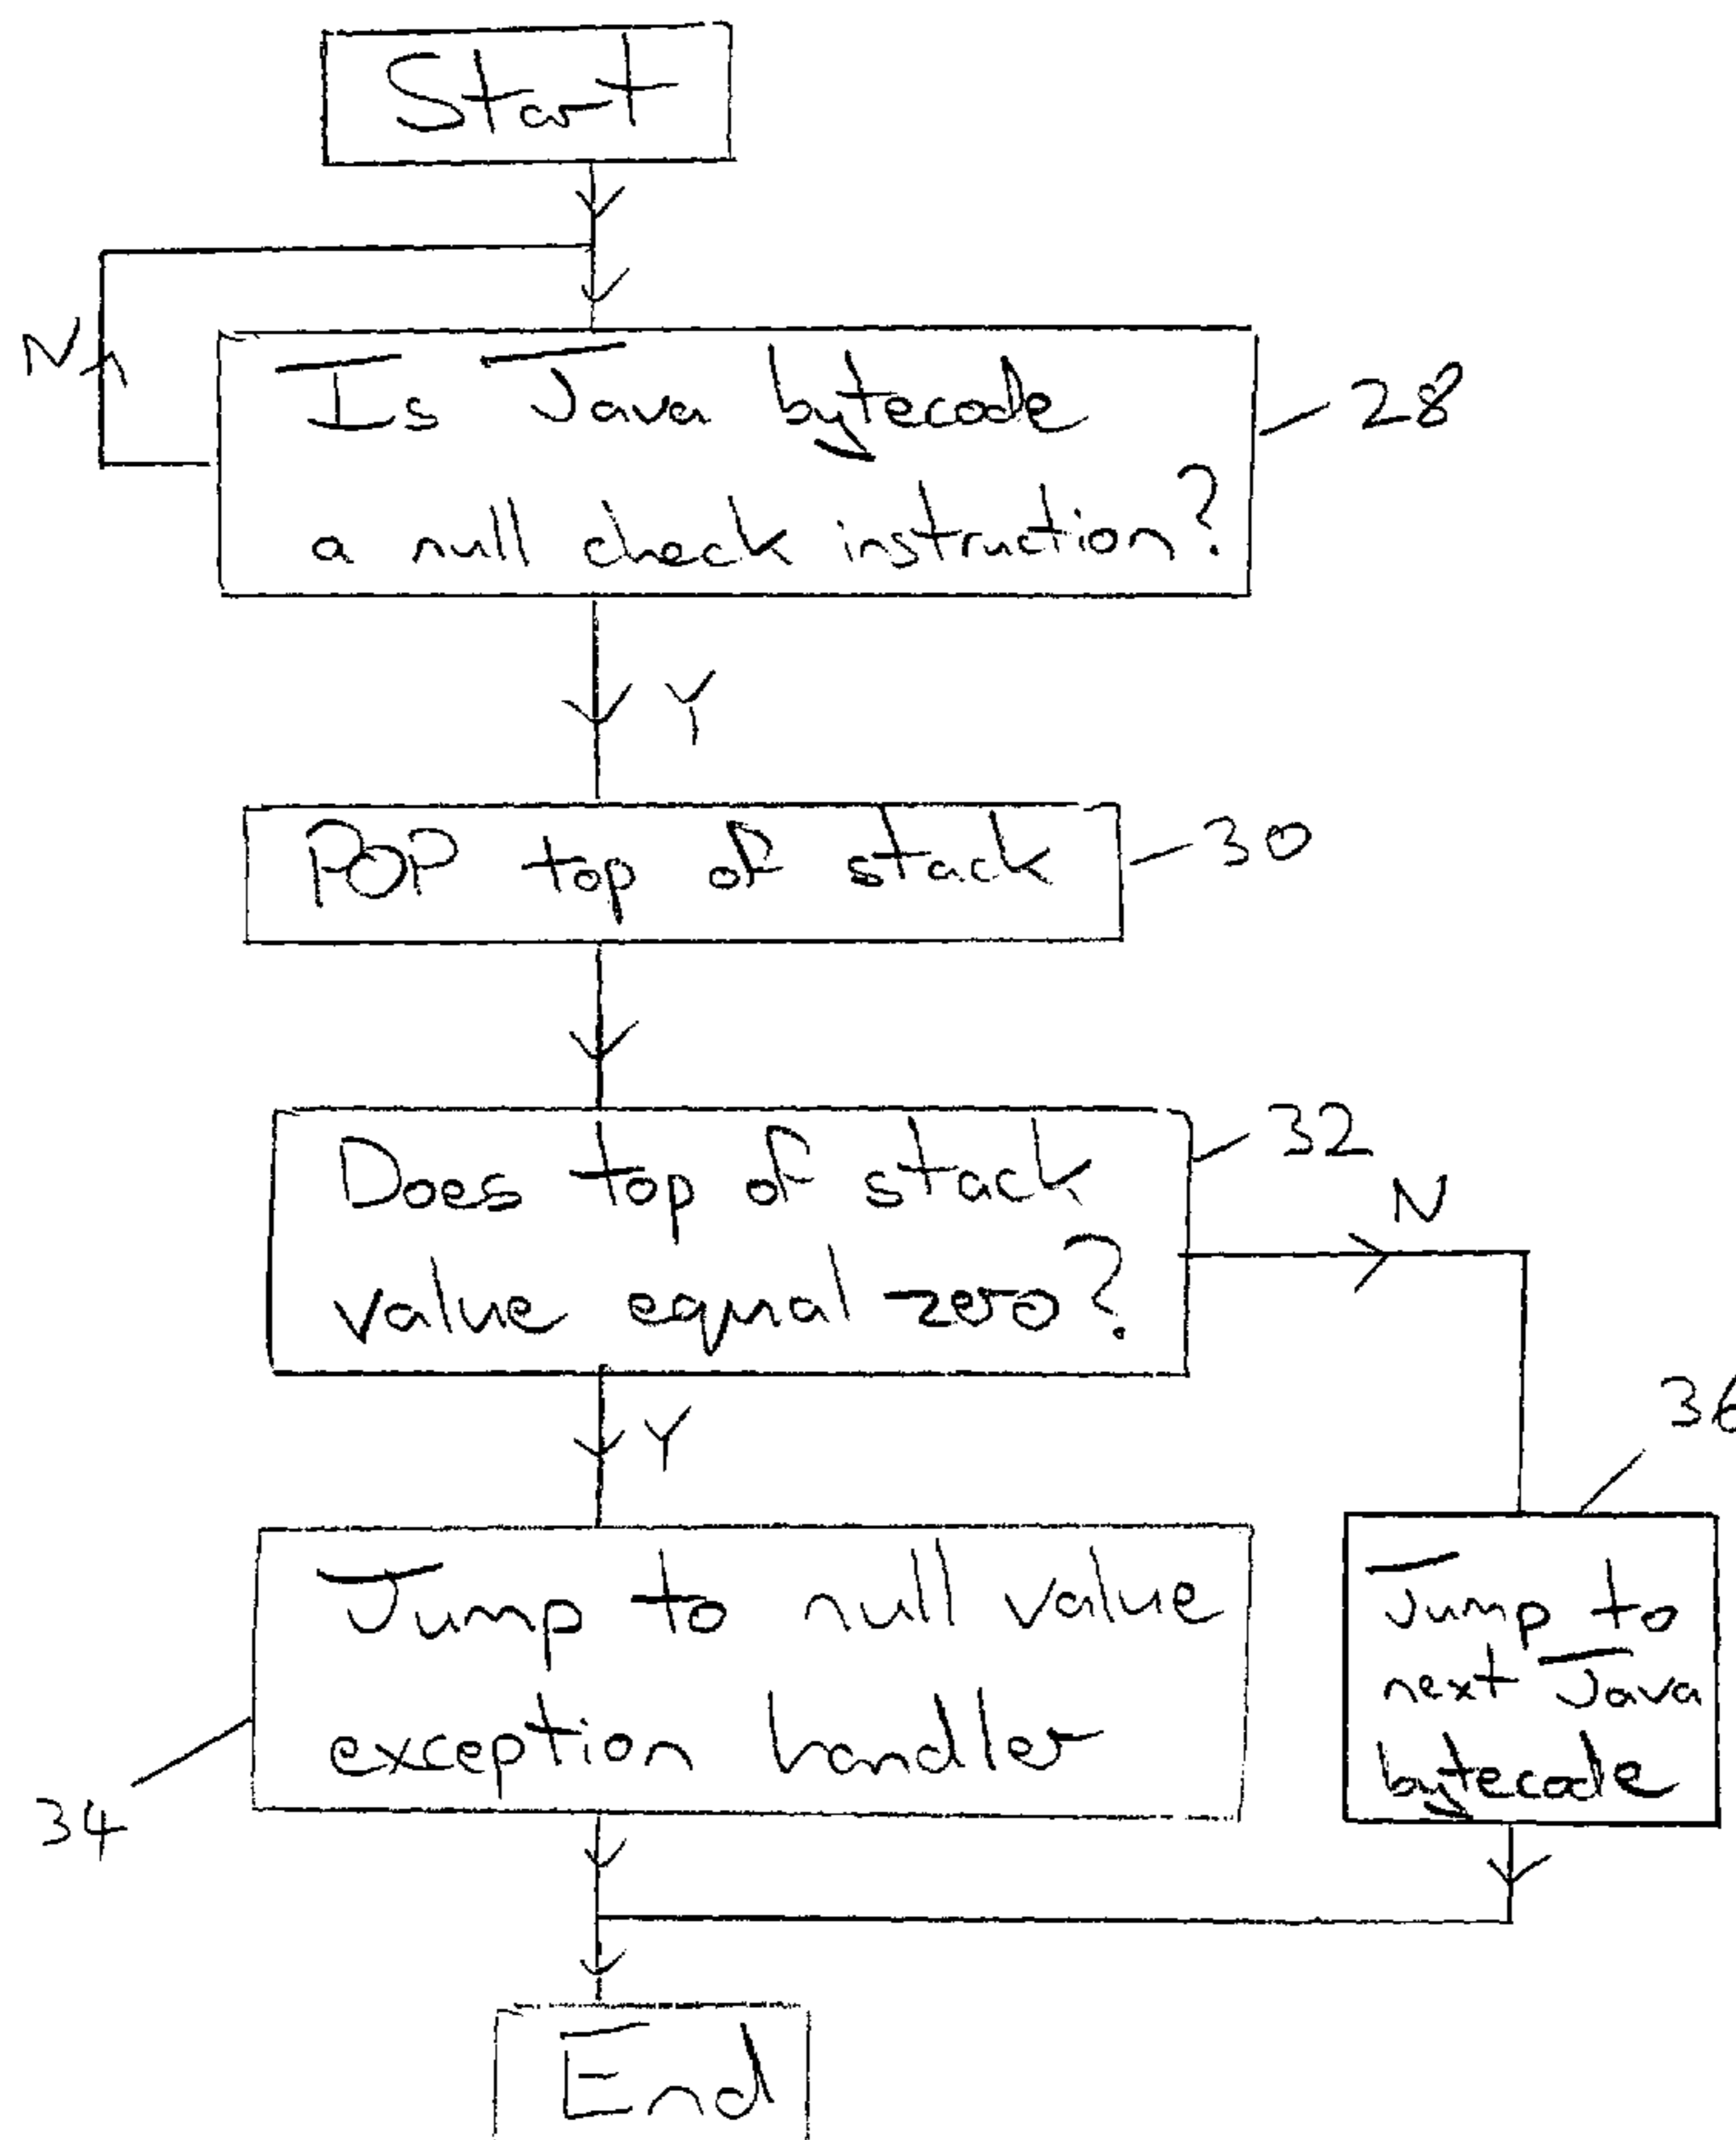 Start
N
Is Java bytecode
28
a null check instruction?
Y
POP top of stack
30
Does top of stack
32
N
value equal zero?
Y
36
Jump to null value
exception handler
34
Jump to
next Java
bytecode
End